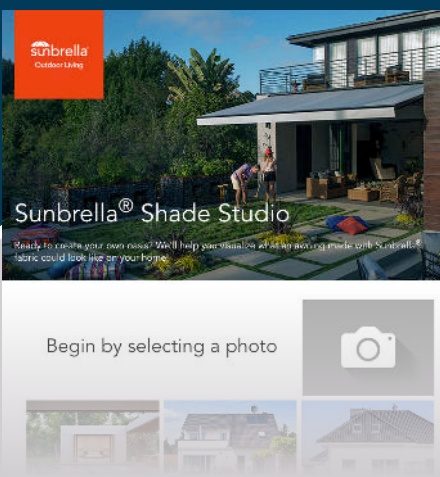 sunbrella
Outdoor Living
Sunbrella® Shade Studio
Ready to create your own oasis? We'll help you visualize what an awning made with Sunbrella®
fabric could look like on your home!
Begin by selecting a photo